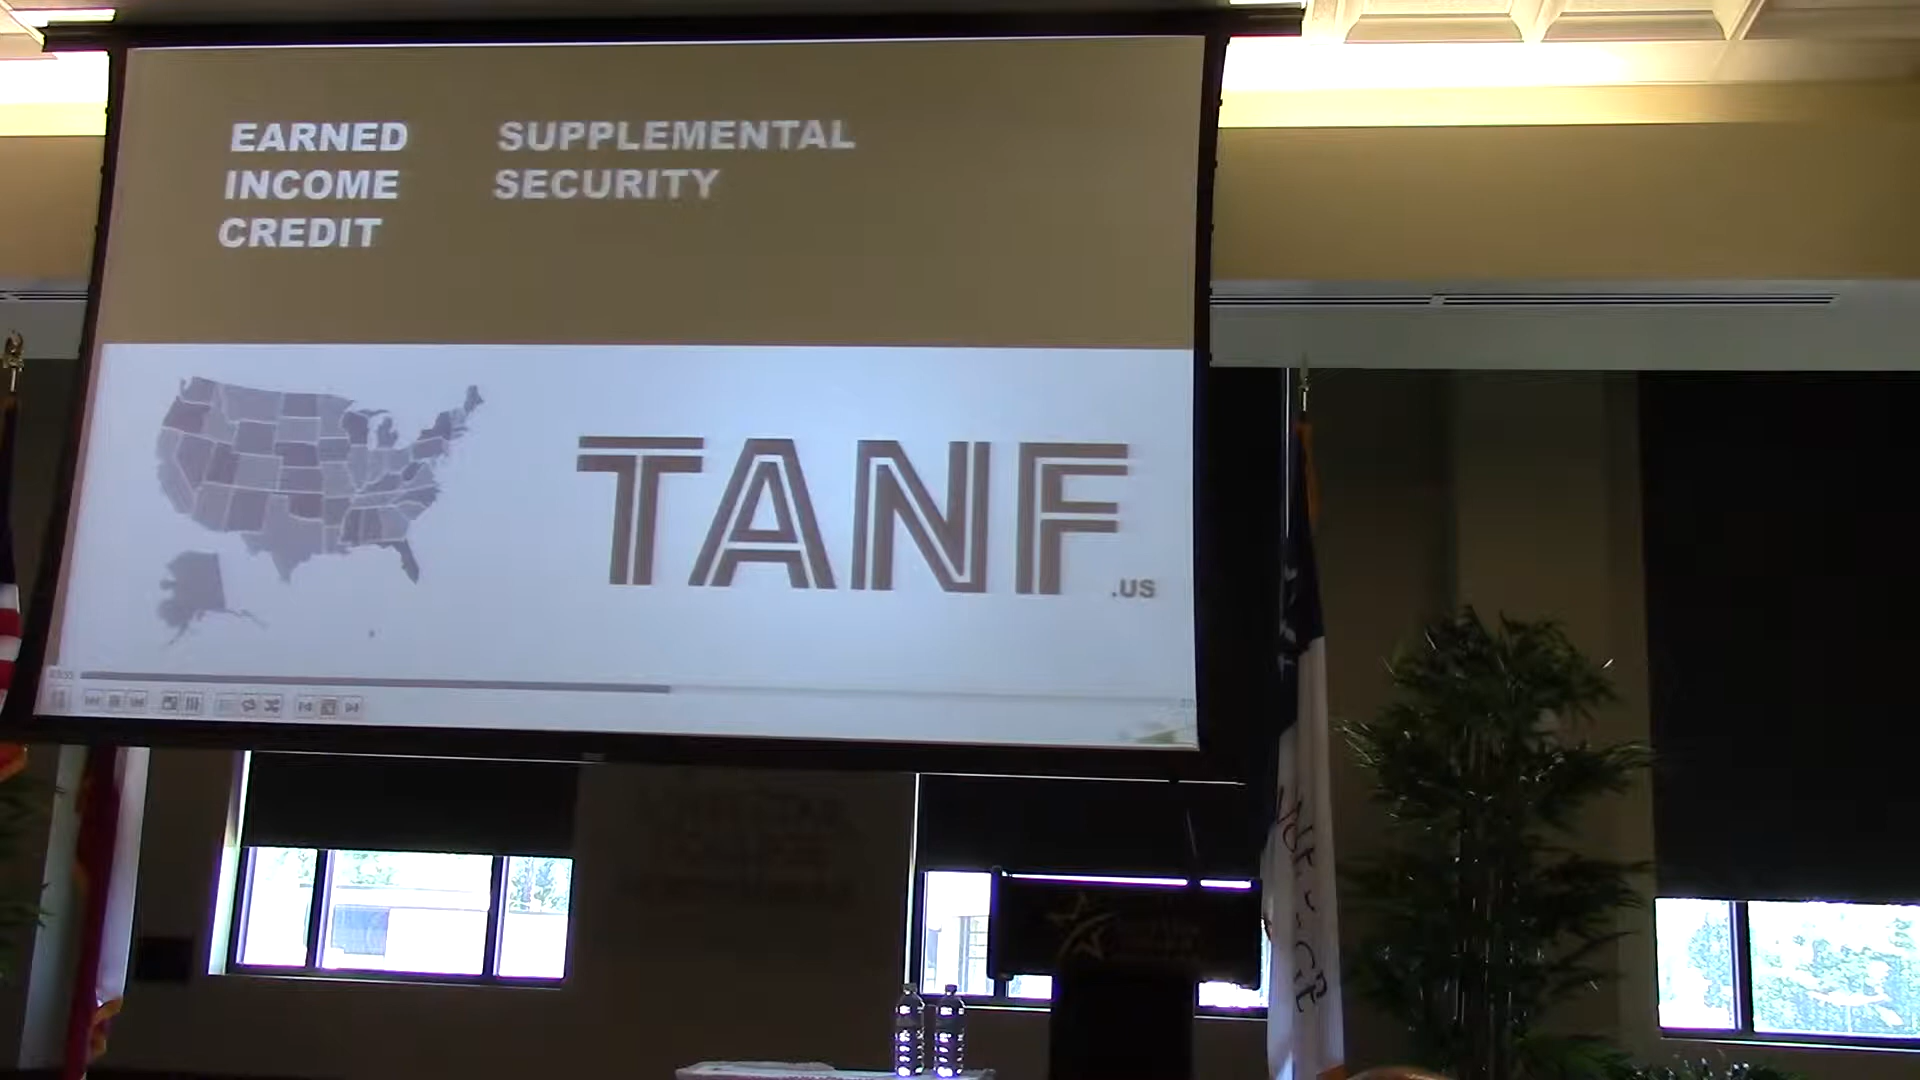 EARNED
INCOME
CREDIT
SUPPLEMENTAL
SECURITY
TANF
.US